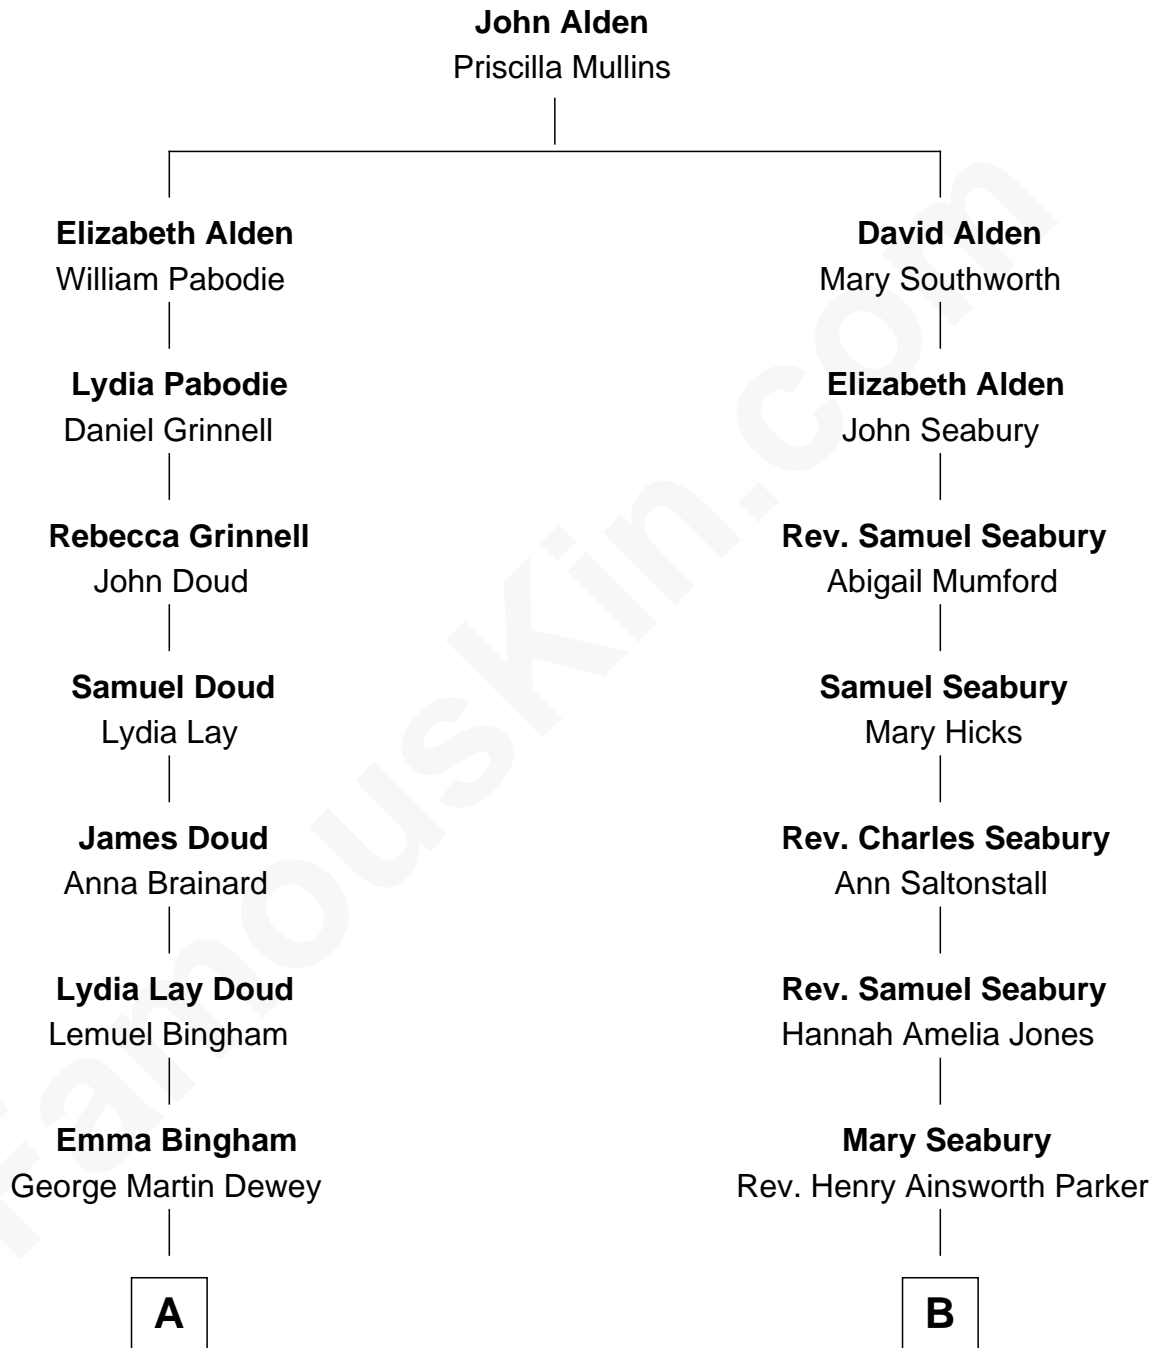 John Alden
Priscilla Mullins
Elizabeth Alden
William Pabodie
David Alden
Mary Southworth
Lydia Pabodie
Daniel Grinnell
Elizabeth Alden
John Seabury
Rebecca Grinnell
John Doud
Rev. Samuel Seabury
Abigail Mumford
Samuel Doud
Lydia Lay
Samuel Seabury
Mary Hicks
James Doud
Anna Brainard
Rev. Charles Seabury
Ann Saltonstall
Lydia Lay Doud
Lemuel Bingham
Rev. Samuel Seabury
Hannah Amelia Jones
Emma Bingham
George Martin Dewey
Mary Seabury
Rev. Henry Ainsworth Parker
A
B
FamousKin.com